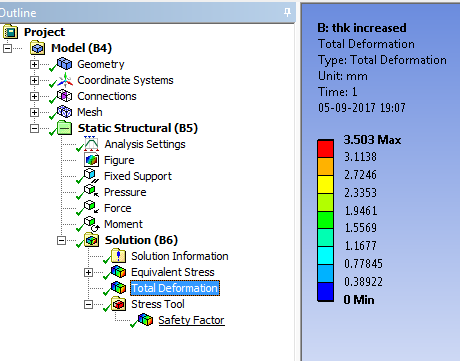 Outline
Project
Model (B4)
Geometry
Coordinate Systems
Connections
Mesh
Static Structural (B5)
Analysis Settings
Figure
Fixed Support
Pressure
Force
Moment
Solution (B6)
Solution Information
Equivalent Stress
Total Deformation
Stress Tool
Safety Factor
B: thk increased
Total Deformation
Type: Total Deformation
Unit: mm
Time: 1
05-09-2017 19:07
3.503 Max
3.1138
2.7246
2.3353
1.9461
1.5569
1.1677
0.77845
0.38922
0 Min